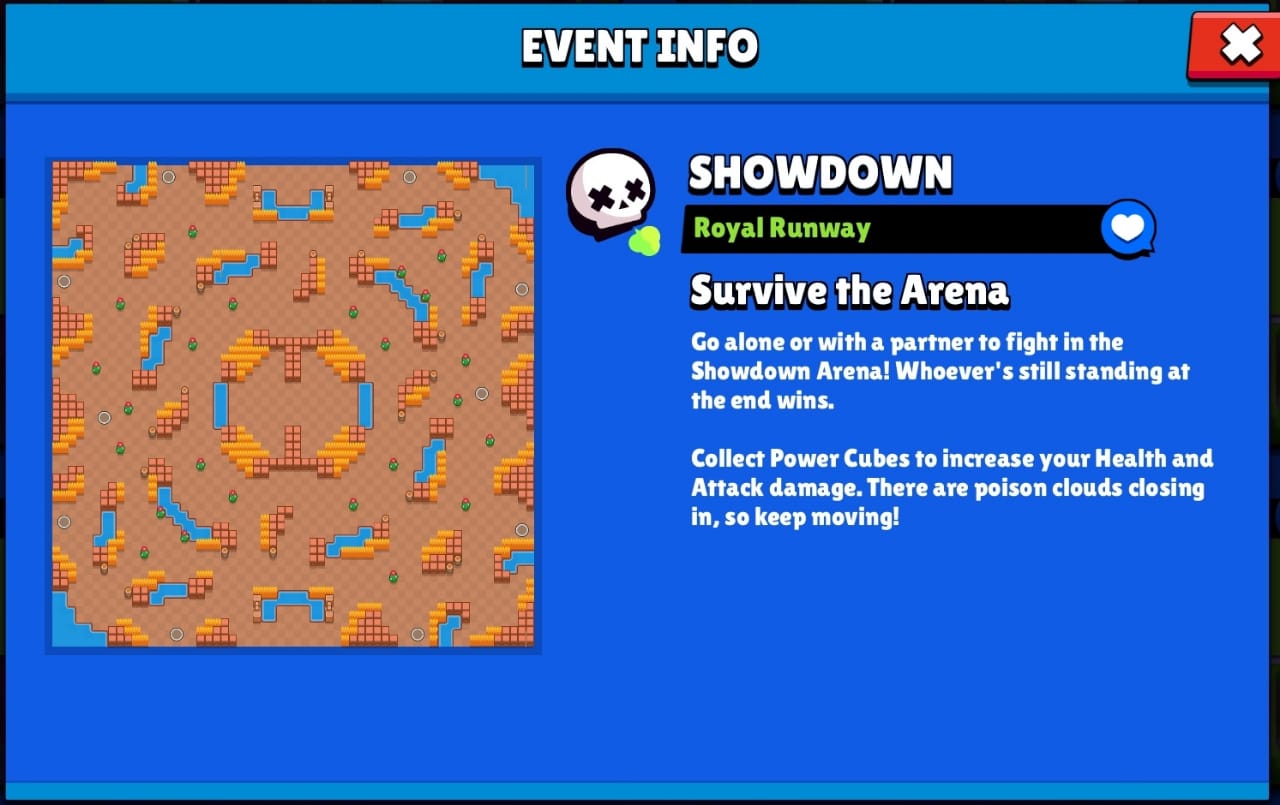 EVENT INFO
SHOWDOWN
Royal Runway
Survive the Arena
Go alone or with a partner to fight in the
Showdown Arena! Whoever's still standing at
the end wins.
Collect Power Cubes to increase your Health and
Attack damage. There are poison clouds closing
in, so keep moving!